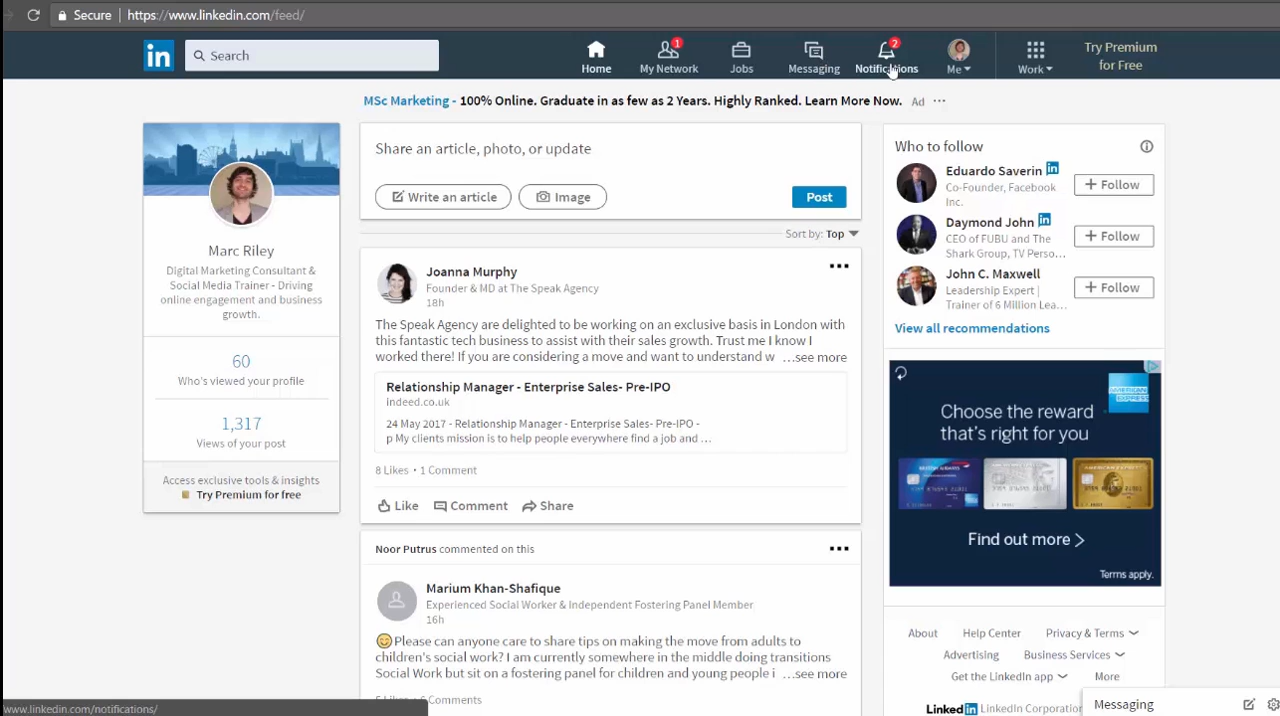 Secure | https://www.linkedin.com/feed/
in
Search
Home
1
My Network
Jobs
Messaging
2
Notifications
Me
Work
Try Premium
for Free
MSc Marketing - 100% Online. Graduate in as few as 2 Years. Highly Ranked. Learn More Now. Ad ···
Marc Riley
Digital Marketing Consultant &
Social Media Trainer - Driving
online engagement and business
growth.
60
Who's viewed your profile
1,317
Views of your post
Access exclusive tools & insights
Try Premium for free
Share an article, photo, or update
Write an article
Image
Post
Sort by: Top
Joanna Murphy
Founder & MD at The Speak Agency
18h
The Speak Agency are delighted to be working on an exclusive basis in London with
this fantastic tech business to assist with their sales growth. Trust me I know I
worked there! If you are considering a move and want to understand w ...see more
Relationship Manager - Enterprise Sales- Pre-IPO
indeed.co.uk
24 May 2017 - Relationship Manager - Enterprise Sales- Pre-IPO -
p My clients mission is to help people everywhere find a job and ...
8 Likes • 1 Comment
Like
Comment
Share
Noor Putrus commented on this
Marium Khan-Shafique
Experienced Social Worker & Independent Fostering Panel Member
16h
Please can anyone care to share tips on making the move from adults to
children's social work? I am currently somewhere in the middle doing transitions
Social Work but sit on a fostering panel for children and young people i ...see more
Likes • Comments
Who to follow
Eduardo Saverin in
Co-Founder, Facebook
Inc.
+ Follow
Daymond John in
CEO of FUBU and The
Shark Group, TV Perso...
+ Follow
John C. Maxwell
Leadership Expert |
Trainer of 6 Million Lea...
+ Follow
View all recommendations
AMERICAN
EXPRESS
Choose the reward
that's right for you
Find out more >
Terms apply.
About Help Center Privacy & Terms
Advertising Business Services
Get the LinkedIn app More
Linked in LinkedIn Corporation
Messaging
www.linkedin.com/notifications/